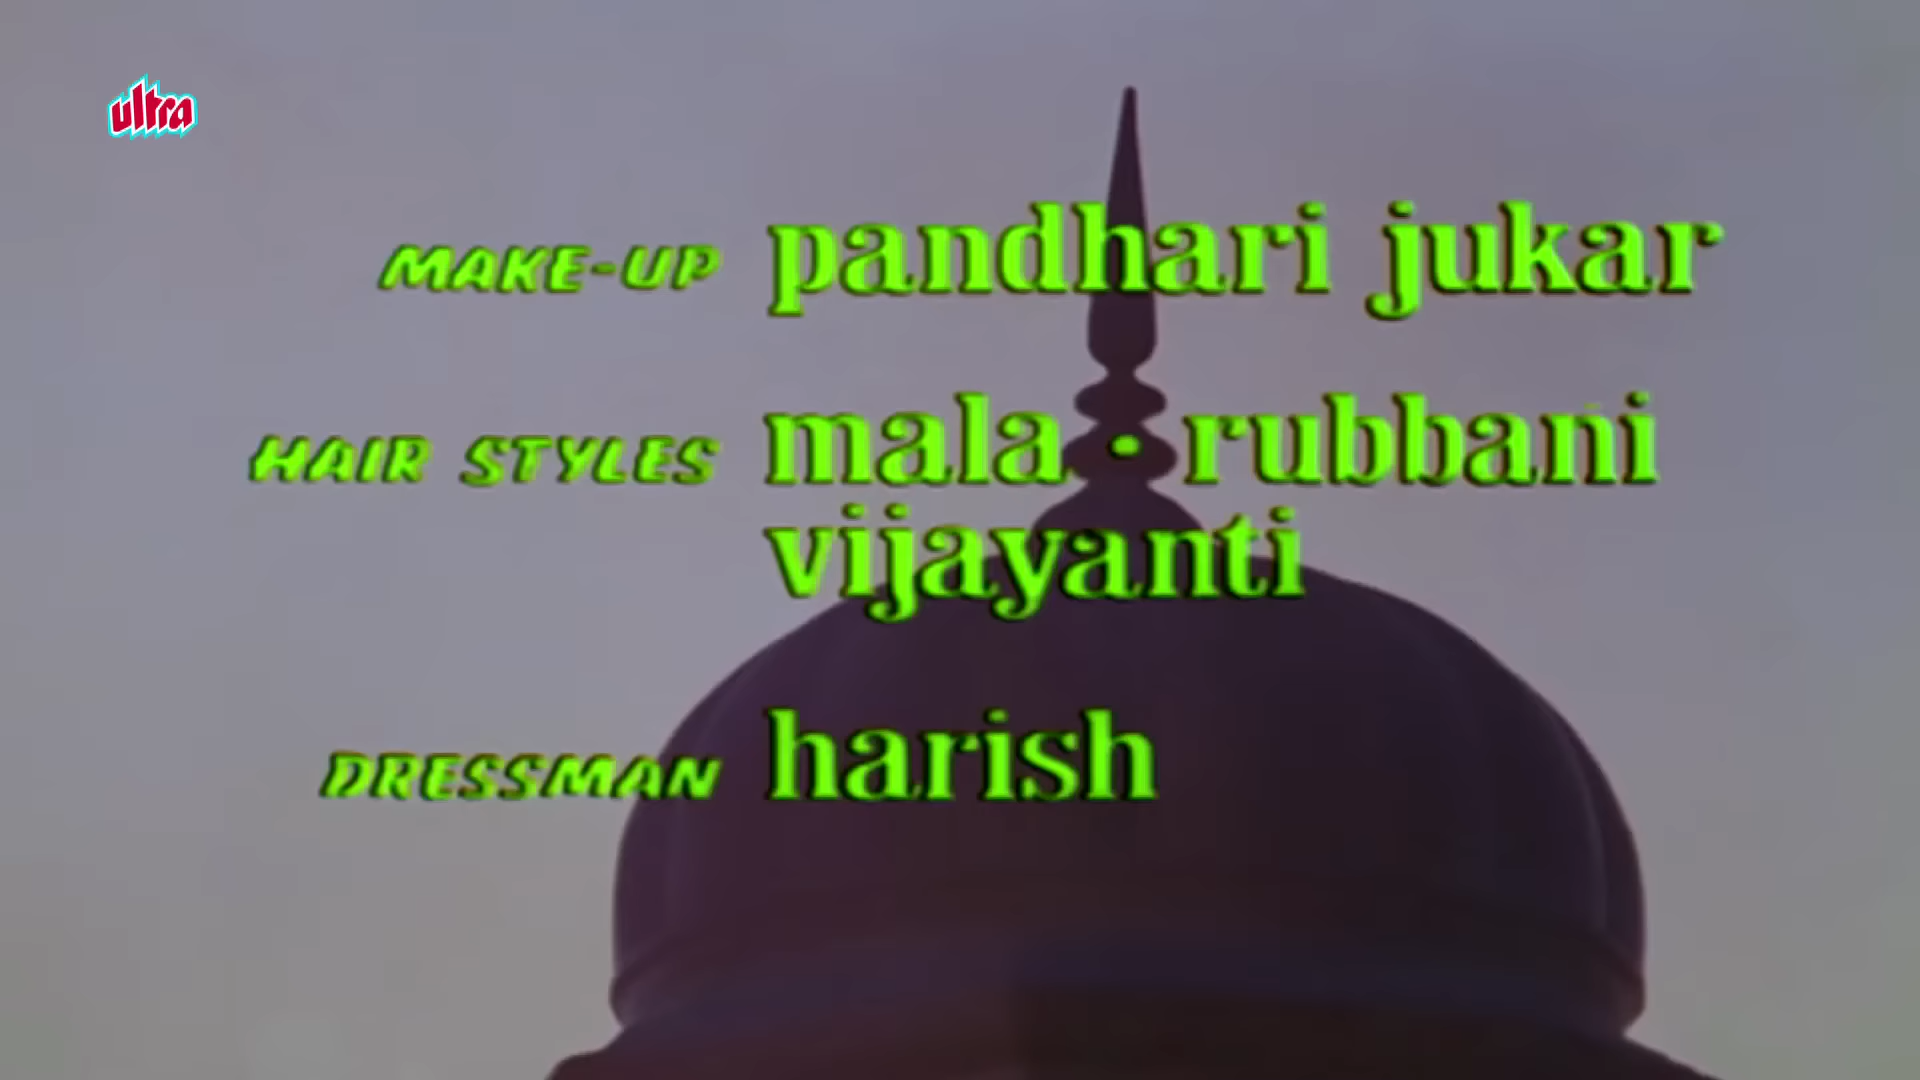 ultra
MAKE-UP pandhari jukar
HAIR STYLES mala • rubbani
vijayanti
DRESSMAN harish